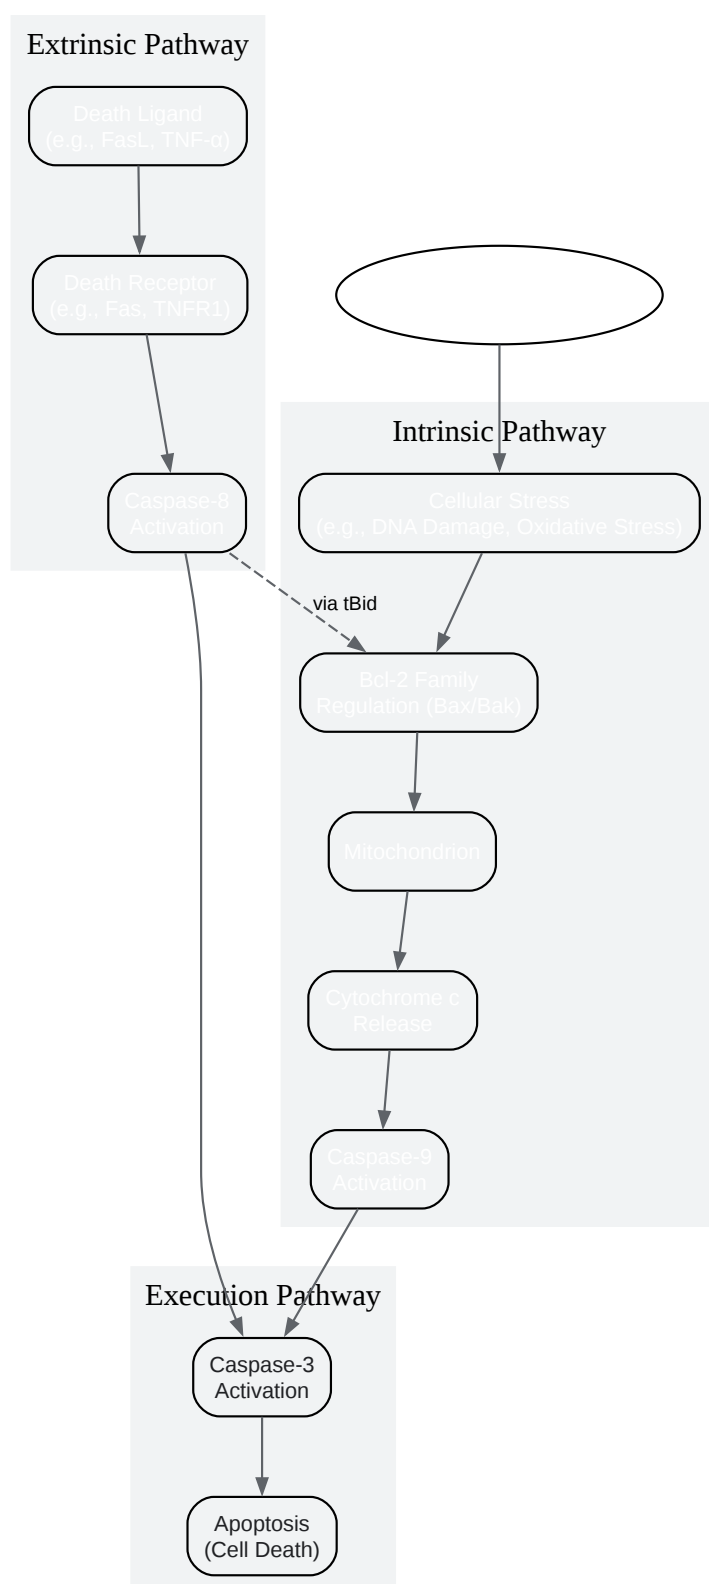 Extrinsic Pathway
Death Ligand
(e.g., FasL, TNF-α)
Death Receptor
(e.g., Fas, TNFR1)
Caspase-8
Activation
Intrinsic Pathway
Cellular Stress
(e.g., DNA Damage, Oxidative Stress)
via tBid
Bcl-2 Family
Regulation (Bax/Bak)
Mitochondrion
Cytochrome c
Release
Caspase-9
Activation
Execution Pathway
Caspase-3
Activation
Apoptosis
(Cell Death)